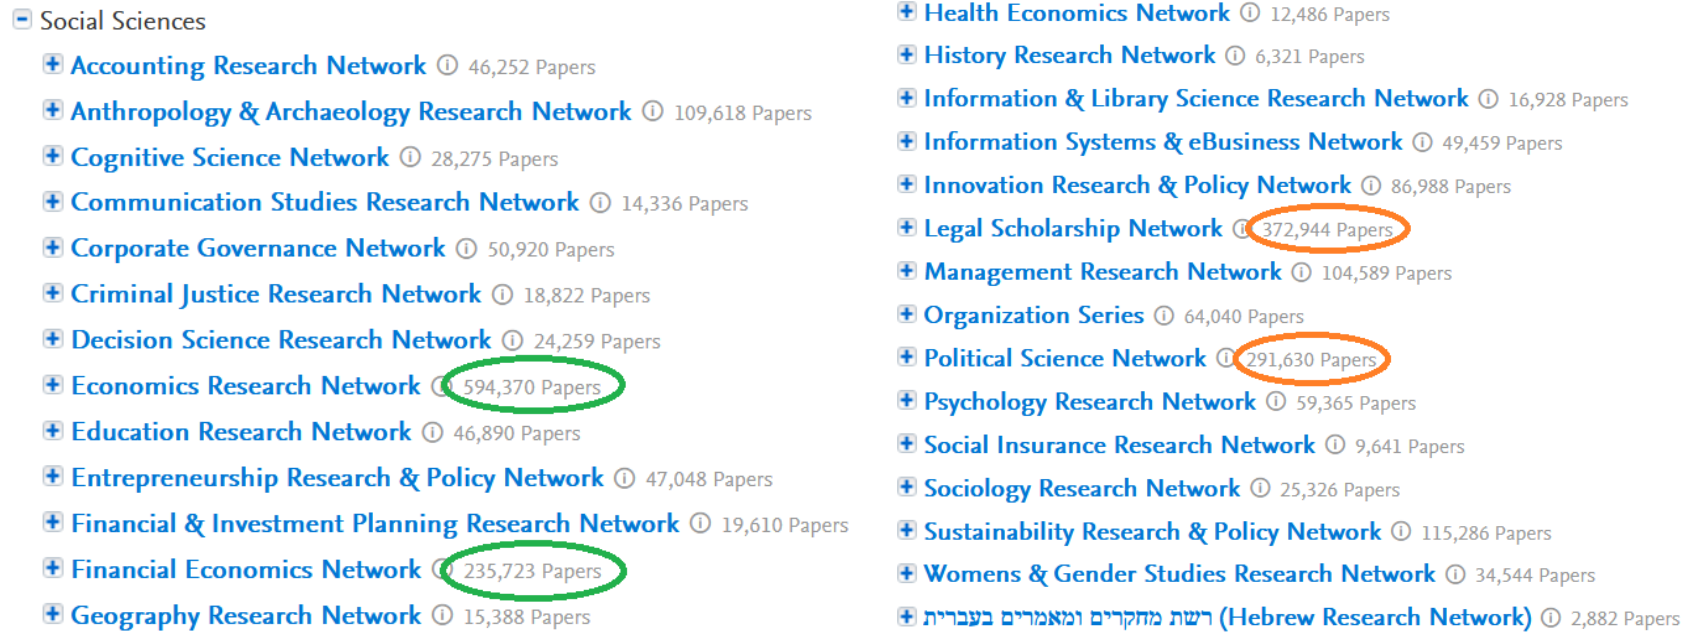 Social Sciences
Accounting Research Network 46,252 Papers
Anthropology & Archaeology Research Network 109,618 Papers
Cognitive Science Network 28,275 Papers
Communication Studies Research Network 14,336 Papers
Corporate Governance Network 50,920 Papers
Criminal Justice Research Network 18,822 Papers
Decision Science Research Network 24,259 Papers
Economics Research Network 594,370 Papers
Education Research Network 46,890 Papers
Entrepreneurship Research & Policy Network 47,048 Papers
Financial & Investment Planning Research Network 19,610 Papers
Financial Economics Network 235,723 Papers
Geography Research Network 15,388 Papers
Health Economics Network 12,486 Papers
History Research Network 6,321 Papers
Information & Library Science Research Network 16,928 Papers
Information Systems & eBusiness Network 49,459 Papers
Innovation Research & Policy Network 86,988 Papers
Legal Scholarship Network 372,944 Papers
Management Research Network 104,589 Papers
Organization Series 64,040 Papers
Political Science Network 291,630 Papers
Psychology Research Network 59,365 Papers
Social Insurance Research Network 9,641 Papers
Sociology Research Network 25,326 Papers
Sustainability Research & Policy Network 115,286 Papers
Womens & Gender Studies Research Network 34,544 Papers
רשת מחקרים ומאמרים בעברית (Hebrew Research Network) 2,882 Papers